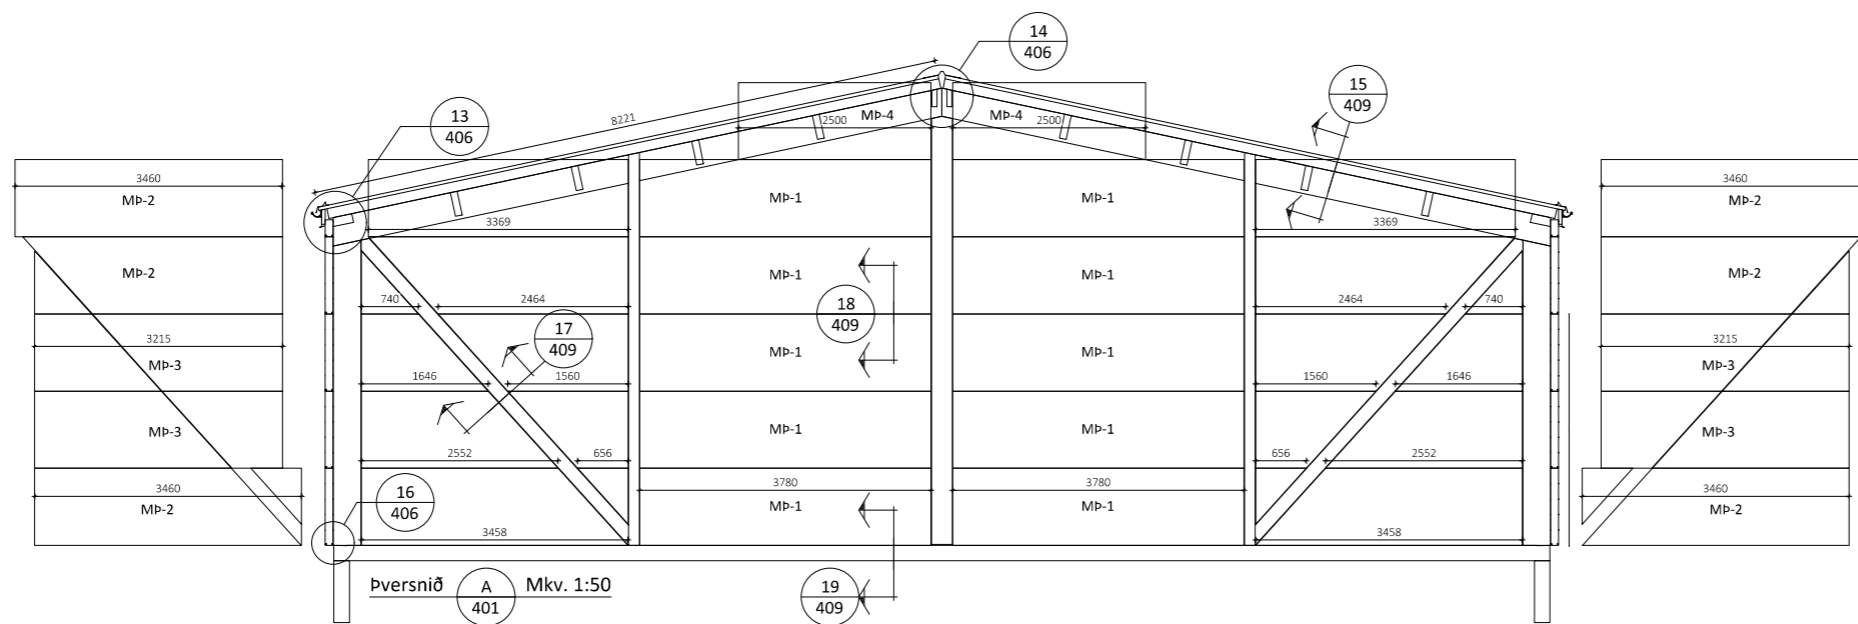 14
406
15
409
13
406
8221
2500
MÞ-4
MÞ-4
2500
3460
MÞ-2
3369
MÞ-1
MÞ-1
3369
3460
MÞ-2
MÞ-2
MÞ-1
MÞ-1
MÞ-2
740
2464
18
409
2464
740
17
409
3215
MÞ-3
MÞ-1
MÞ-1
3215
MÞ-3
1646
1560
1560
1646
MÞ-3
MÞ-1
MÞ-1
MÞ-3
2552
656
656
2552
3460
MÞ-2
16
406
3780
MÞ-1
3780
MÞ-1
3460
MÞ-2
3458
3458
Þversnið
A
401
Mkv. 1:50
19
409